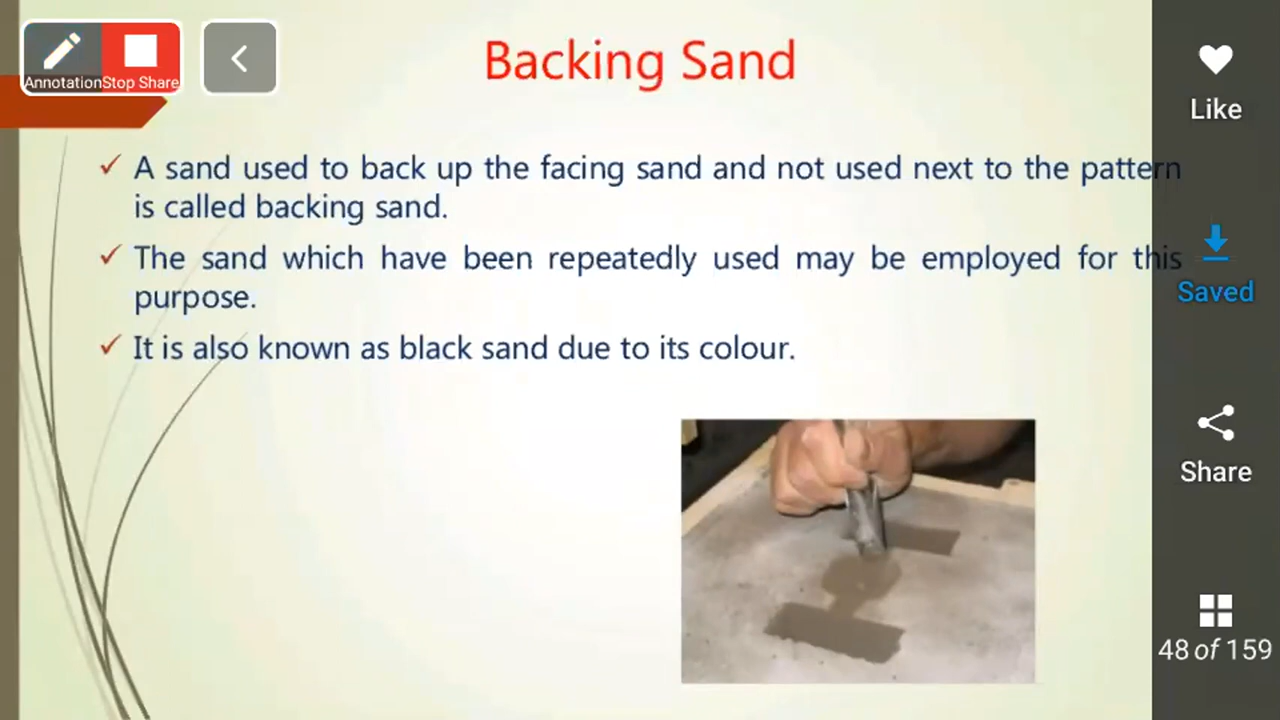 Annotation Stop Share
Backing Sand
Like
A sand used to back up the facing sand and not used next to the pattern
is called backing sand.
The sand which have been repeatedly used may be employed for this
purpose.
Saved
It is also known as black sand due to its colour.
Share
48 of 159